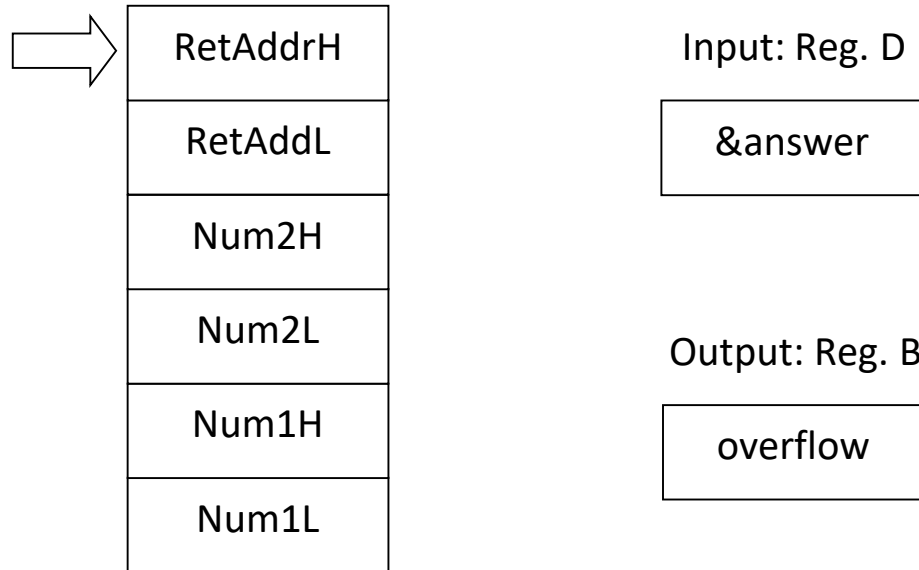 RetAddrH
RetAddL
Num2H
Num2L
Num1H
Num1L
Input: Reg. D
&answer
Output: Reg. B
overflow